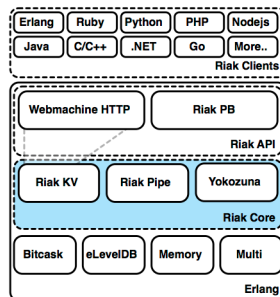 Erlang Ruby Python PHP Nodejs
Java C/C++ .NET Go More..
Riak Clients
Webmachine HTTP Riak PB
Riak API
Riak KV Riak Pipe Yokozuna
Riak Core
Bitcask eLevelDB Memory Multi
Erlang